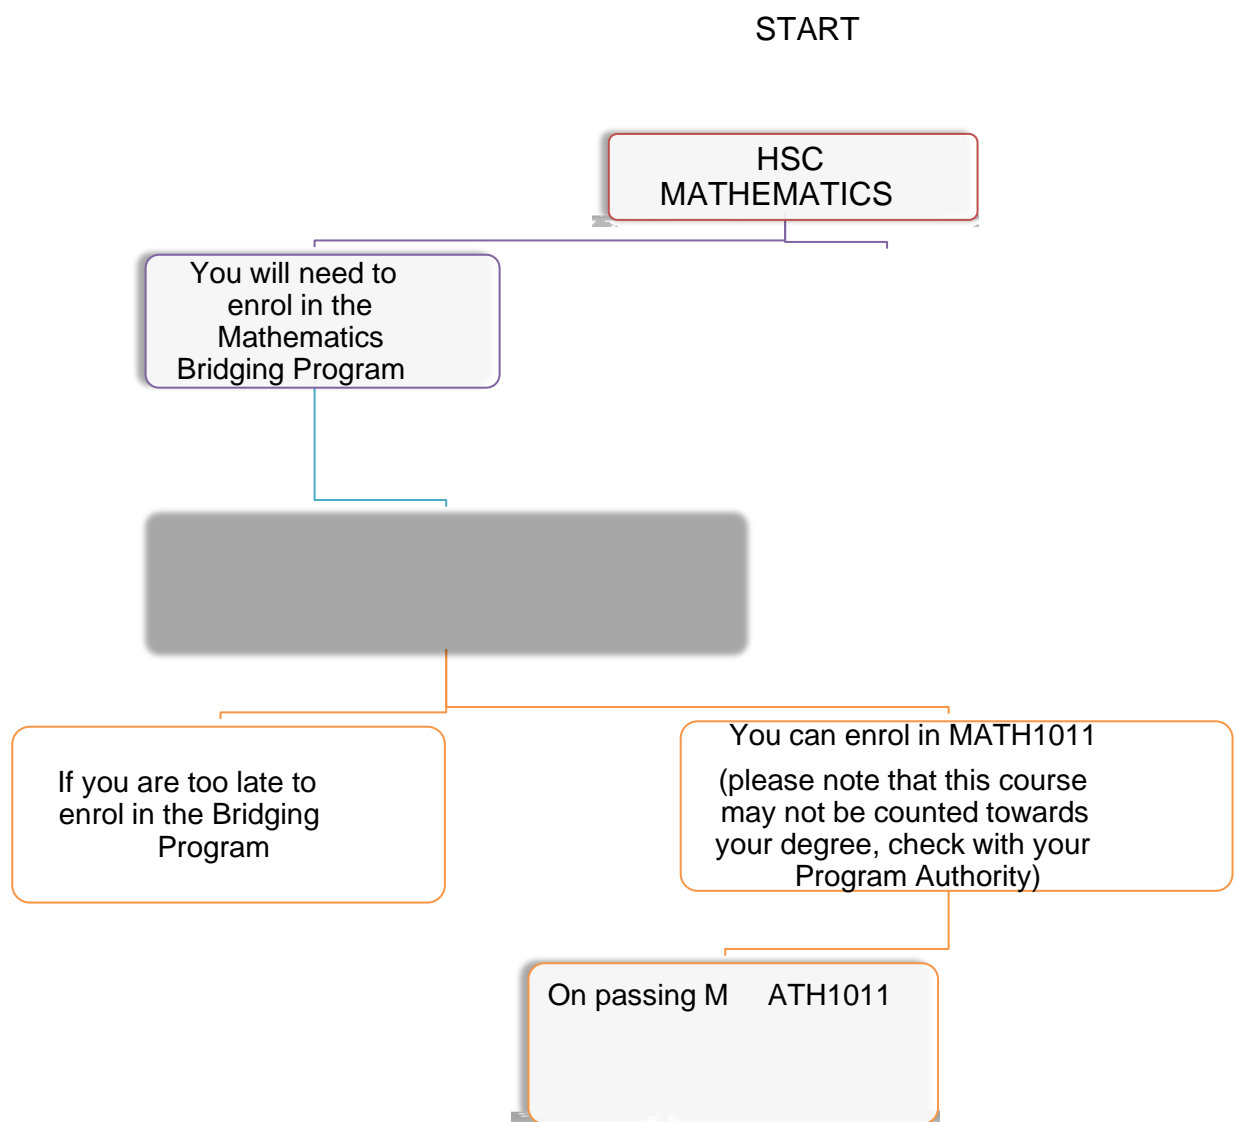 START
HSC
MATHEMATICS
You will need to
enrol in the
Mathematics
Bridging Program
If you are too late to
enrol in the Bridging
Program
You can enrol in MATH1011
(please note that this course
may not be counted towards
your degree, check with your
Program Authority)
On passing M ATH1011